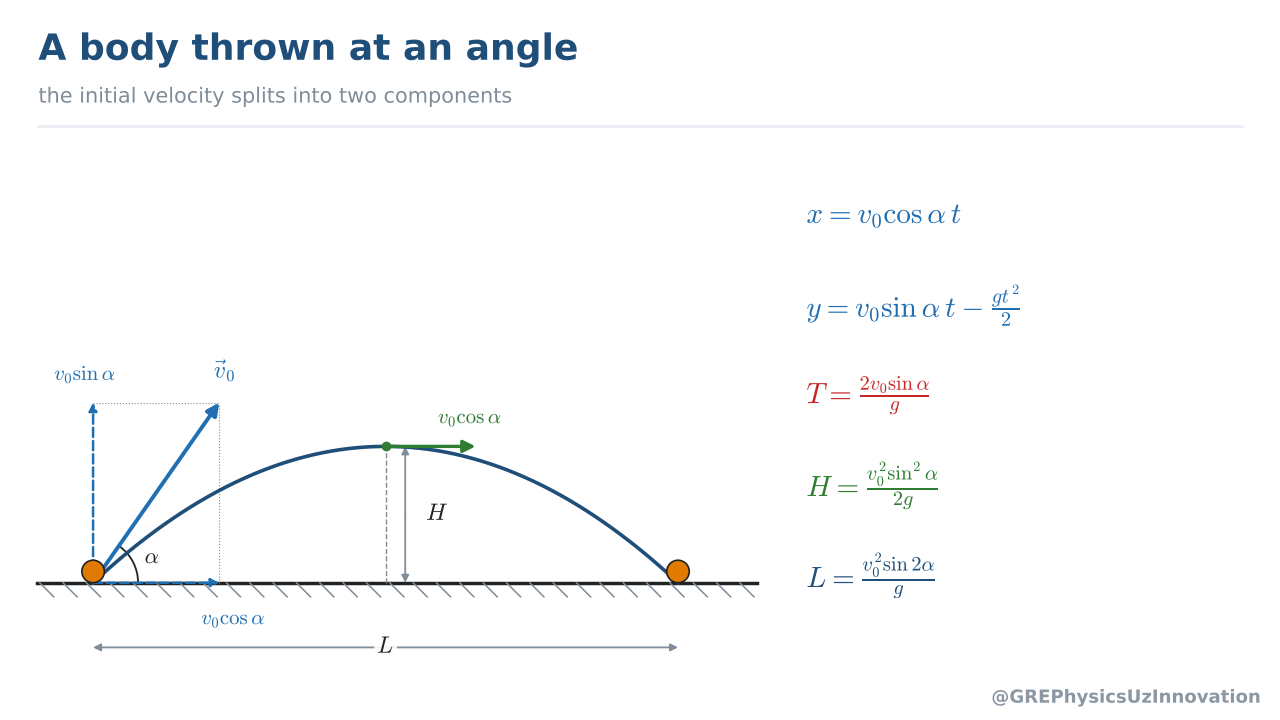 A body thrown at an angle
the initial velocity splits into two components
x = v₀cos α t
y = v₀sin α t − gt²/2
v₀sin α
v⃗₀
T = 2v₀sin α/g
v₀cos α
H = v₀²sin² α/2g
H
α
L = v₀²sin 2α/g
v₀cos α
L
@GREPhysicsUzInnovation